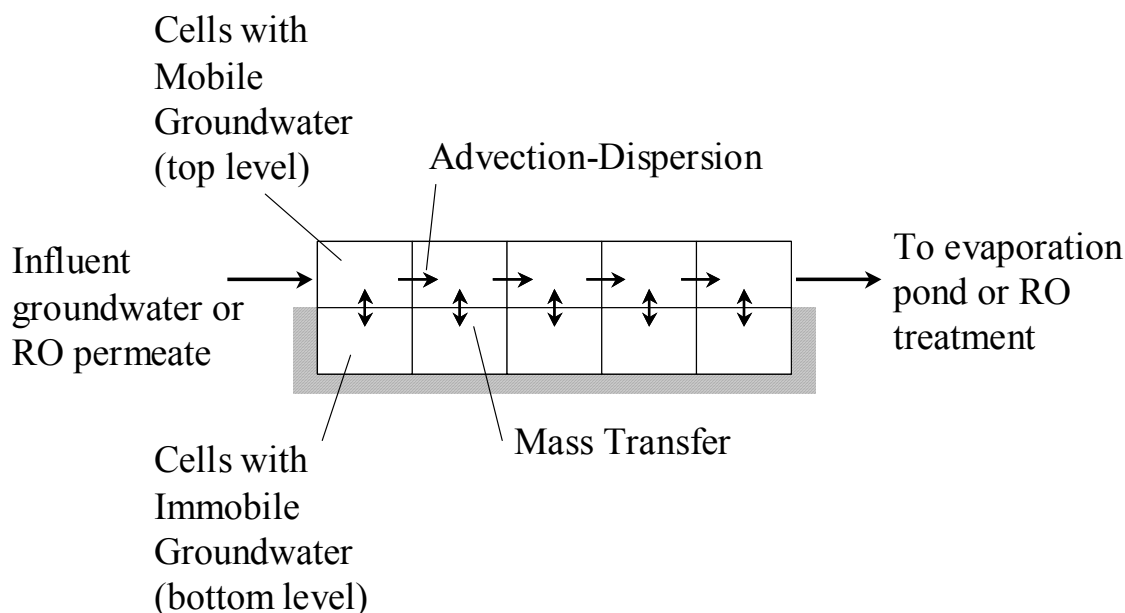 Cells with
Mobile
Groundwater
(top level)
Advection-Dispersion
Influent
groundwater or
RO permeate
To evaporation
pond or RO
treatment
Mass Transfer
Cells with
Immobile
Groundwater
(bottom level)